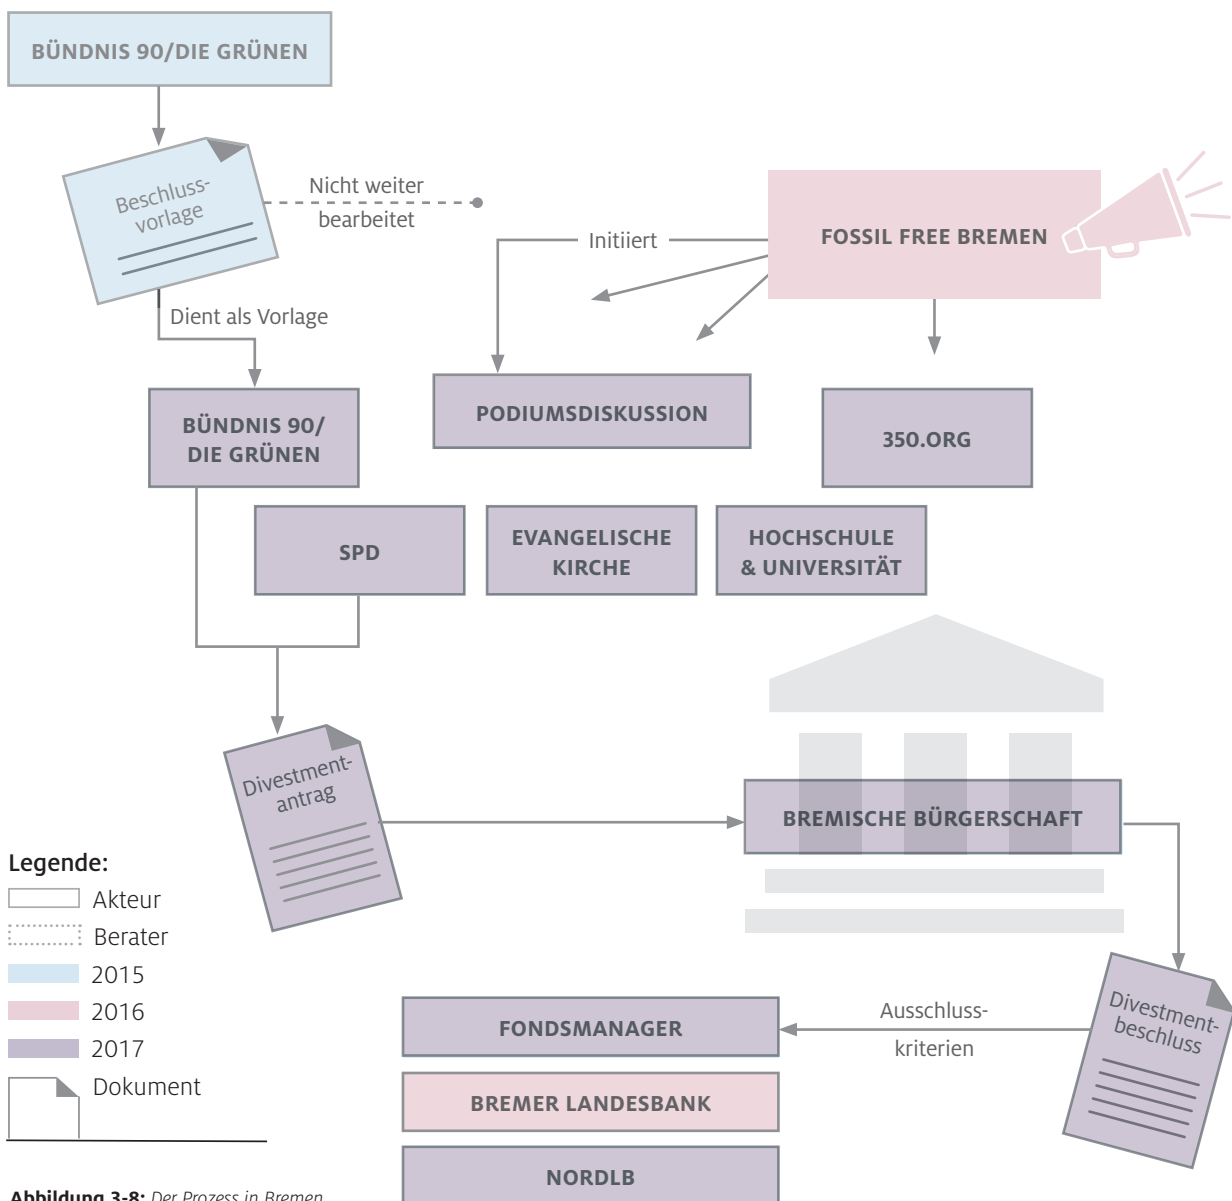 BÜNDNIS 90/DIE GRÜNEN
Beschluss-
vorlage
Nicht weiter
bearbeitet
Initiiert
FOSSIL FREE BREMEN
Dient als Vorlage
BÜNDNIS 90/
DIE GRÜNEN
PODIUMSDISKUSSION
350.ORG
SPD
EVANGELISCHE
KIRCHE
HOCHSCHULE
& UNIVERSITÄT
Divestment-
antrag
BREMISCHE BÜRGERSCHAFT
Legende:
Akteur
Berater
2015
2016
2017
Dokument
Divestment-
beschluss
Ausschluss-
kriterien
FONDSMANAGER
BREMER LANDESBANK
NORDLB
Abbildung 3-8: Der Prozess in Bremen